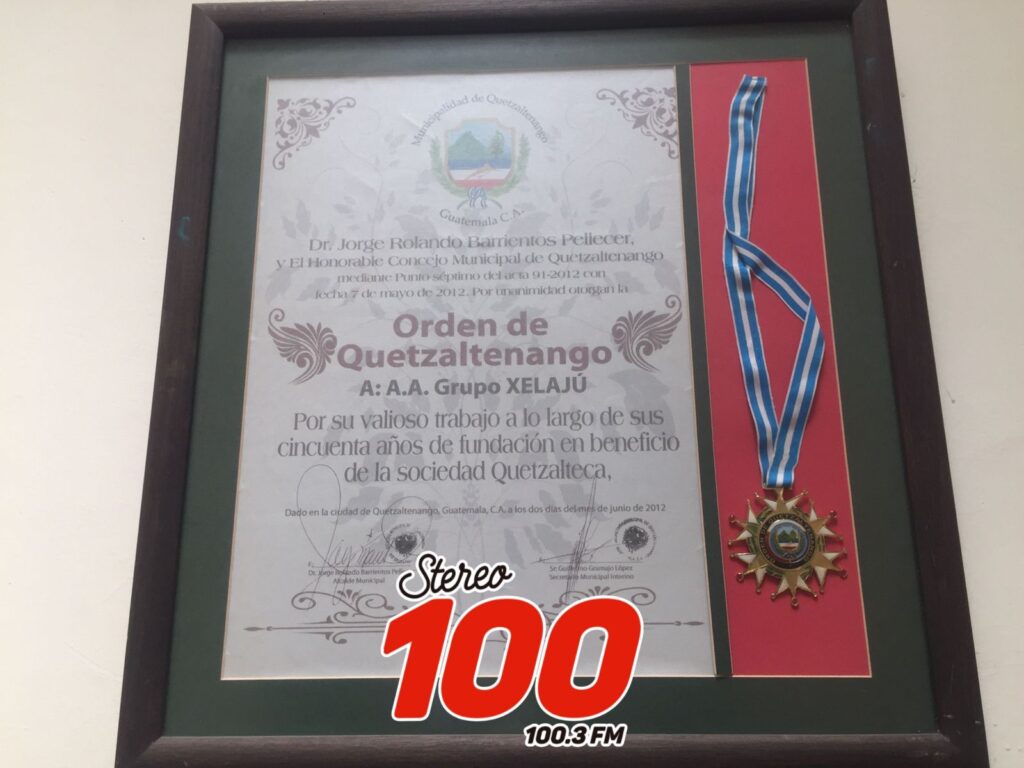 Municipalidad de Quetzaltenango
Guatemala C.A.
Dr. Jorge Rolando Barrientos Pellecer,
y El Honorable Concejo Municipal de Quetzaltenango
mediante Punto séptimo del acta 91-2012 con
fecha 7 de mayo de 2012. Por unanimidad otorgan la
Orden de
Quetzaltenango
A: A.A. Grupo XELAJÚ
Por su valioso trabajo a lo largo de sus
cincuenta años de fundación en beneficio
de la sociedad Quetzalteca,
Dado en la ciudad de Quetzaltenango, Guatemala, C.A. a los dos días del mes de junio de 2012
Dr. Jorge Rolando Barrientos
Alcalde Municipal
Sr. López
Secretario Municipal Interino
Stereo
100
100.3 FM